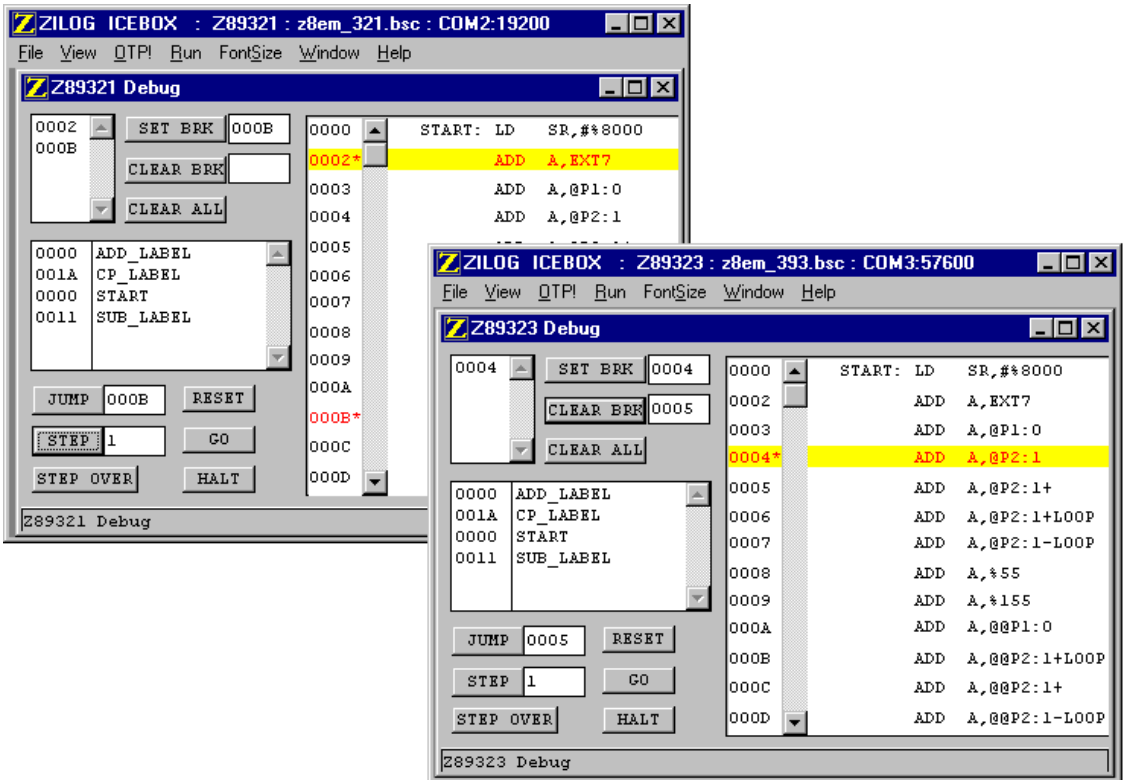 ZILOG ICEBOX : Z89321 : z8em_321.bsc : COM2:19200
File View OTP! Run FontSize Window Help
Z89321 Debug
0002
000B
SET BRK 000B
CLEAR BRK
CLEAR ALL
0000 ADD_LABEL
001A CP_LABEL
0000 START
0011 SUB_LABEL
JUMP 000B RESET
STEP 1 GO
STEP OVER HALT
0000 START: LD SR,#%8000
0002* ADD A,EXT7
0003 ADD A,@P1:0
0004 ADD A,@P2:1
0005
0006
0007
0008
0009
000A
000B*
000C
000D
Z89321 Debug
ZILOG ICEBOX : Z89323 : z8em_393.bsc : COM3:57600
File View OTP! Run FontSize Window Help
Z89323 Debug
0004
SET BRK 0004
CLEAR BRK 0005
CLEAR ALL
0000 ADD_LABEL
001A CP_LABEL
0000 START
0011 SUB_LABEL
JUMP 0005 RESET
STEP 1 GO
STEP OVER HALT
0000 START: LD SR,#%8000
0002 ADD A,EXT7
0003 ADD A,@P1:0
0004* ADD A,@P2:1
0005 ADD A,@P2:1+
0006 ADD A,@P2:1+LOOP
0007 ADD A,@P2:1-LOOP
0008 ADD A,%55
0009 ADD A,%155
000A ADD A,@@P1:0
000B ADD A,@@P2:1+LOOP
000C ADD A,@@P2:1+
000D ADD A,@@P2:1-LOOP
Z89323 Debug